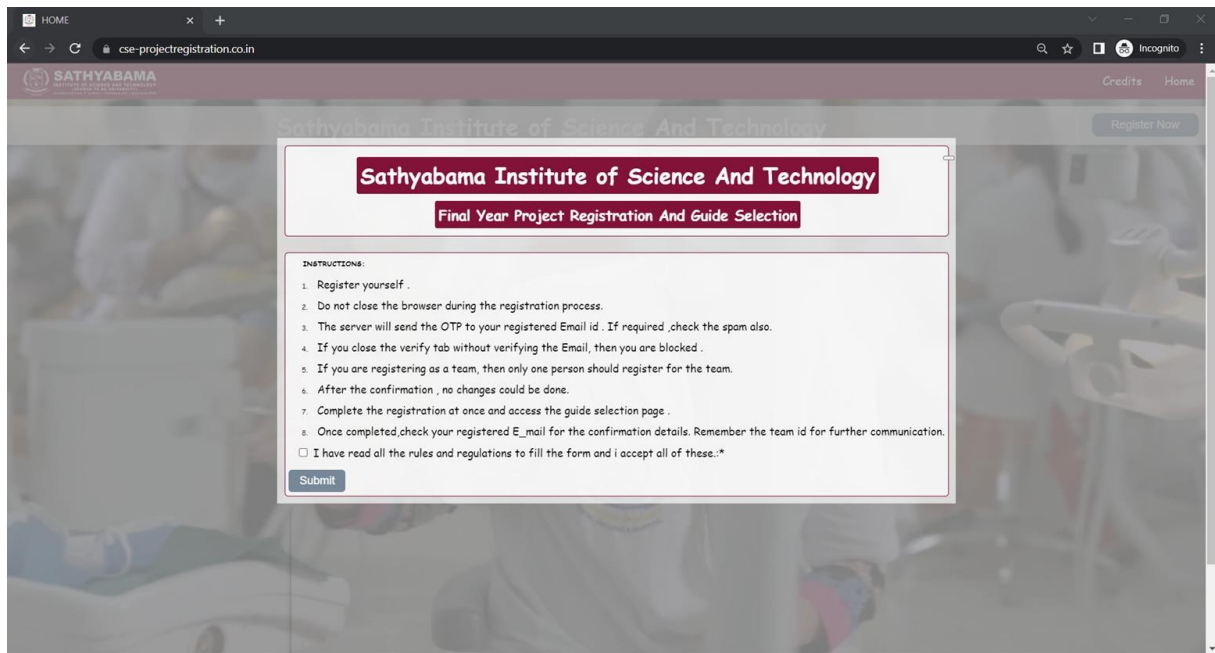 HOME
cse-projectregistration.co.in
Incognito
SATHYABAMA
INSTITUTE OF SCIENCE AND TECHNOLOGY
Credits Home
Sathyabama Institute of Science And Technology
Register Now
Sathyabama Institute of Science And Technology
Final Year Project Registration And Guide Selection
INSTRUCTIONS:
1. Register yourself .
2. Do not close the browser during the registration process.
3. The server will send the OTP to your registered Email id . If required ,check the spam also.
4. If you close the verify tab without verifying the Email, then you are blocked .
5. If you are registering as a team, then only one person should register for the team.
6. After the confirmation , no changes could be done.
7. Complete the registration at once and access the guide selection page .
8. Once completed,check your registered E_mail for the confirmation details. Remember the team id for further communication.
I have read all the rules and regulations to fill the form and i accept all of these.:*
Submit